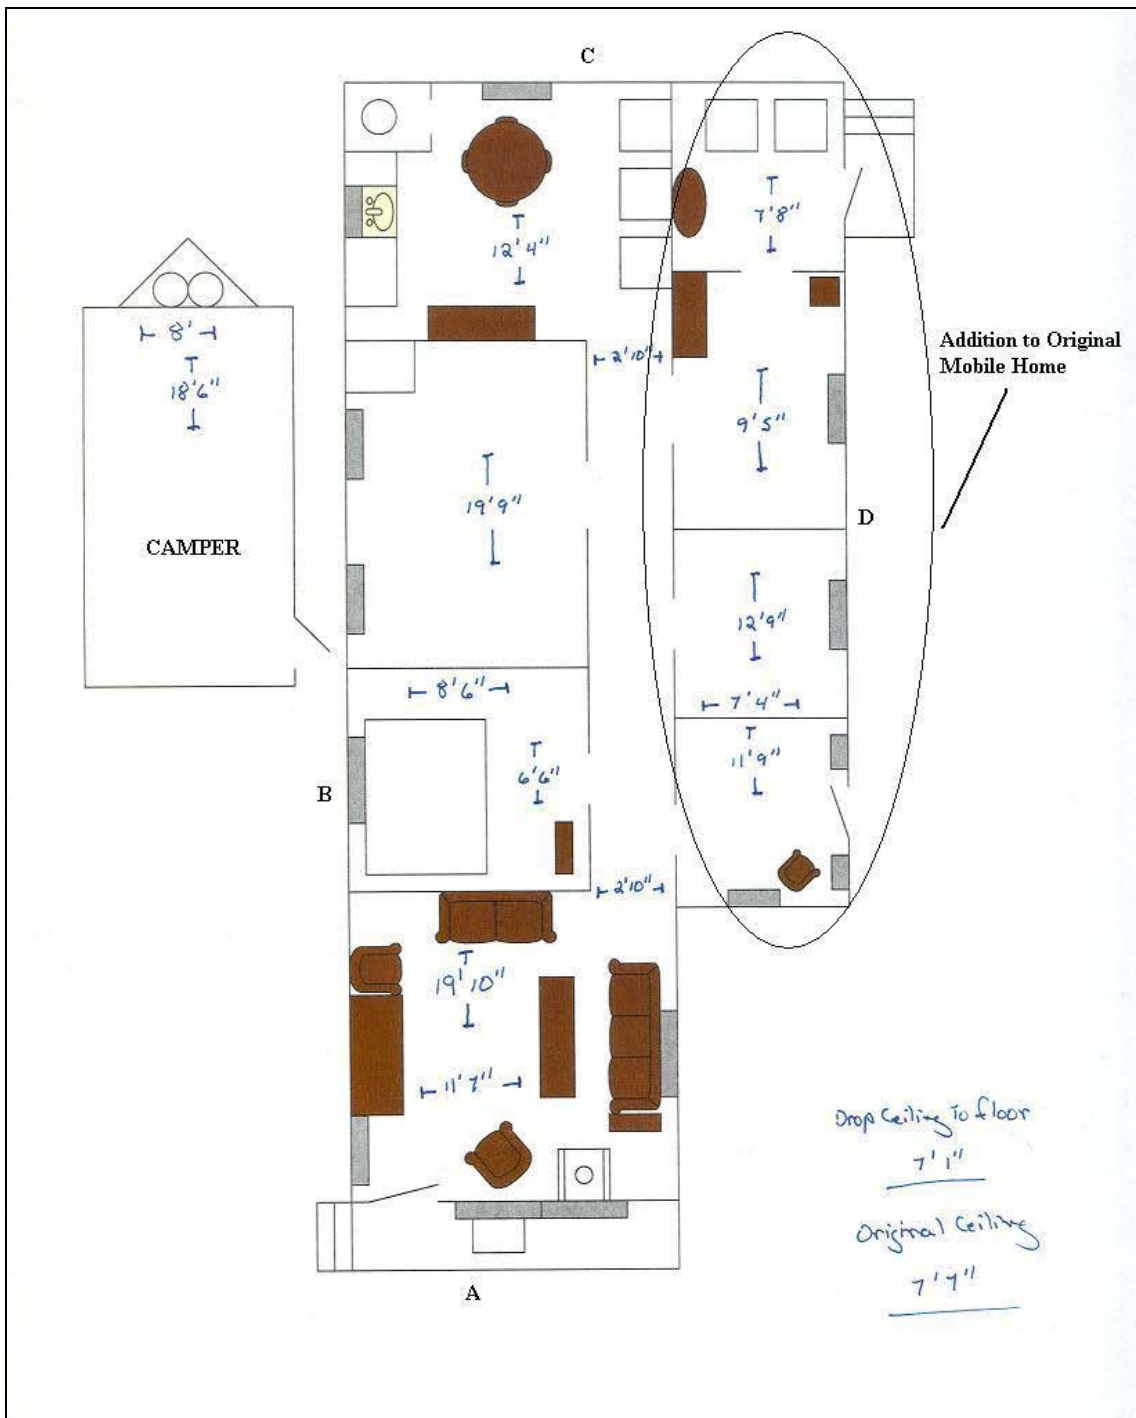 C
7'8"
12'4"
8'
18'6"
2'10"
Addition to Original
Mobile Home
9'5"
19'9"
CAMPER
D
12'9"
8'6"
7'4"
11'9"
6'6"
B
2'10"
19'10"
11'7"
Drop Ceiling To floor
7'1"
Original Ceiling
7'7"
A